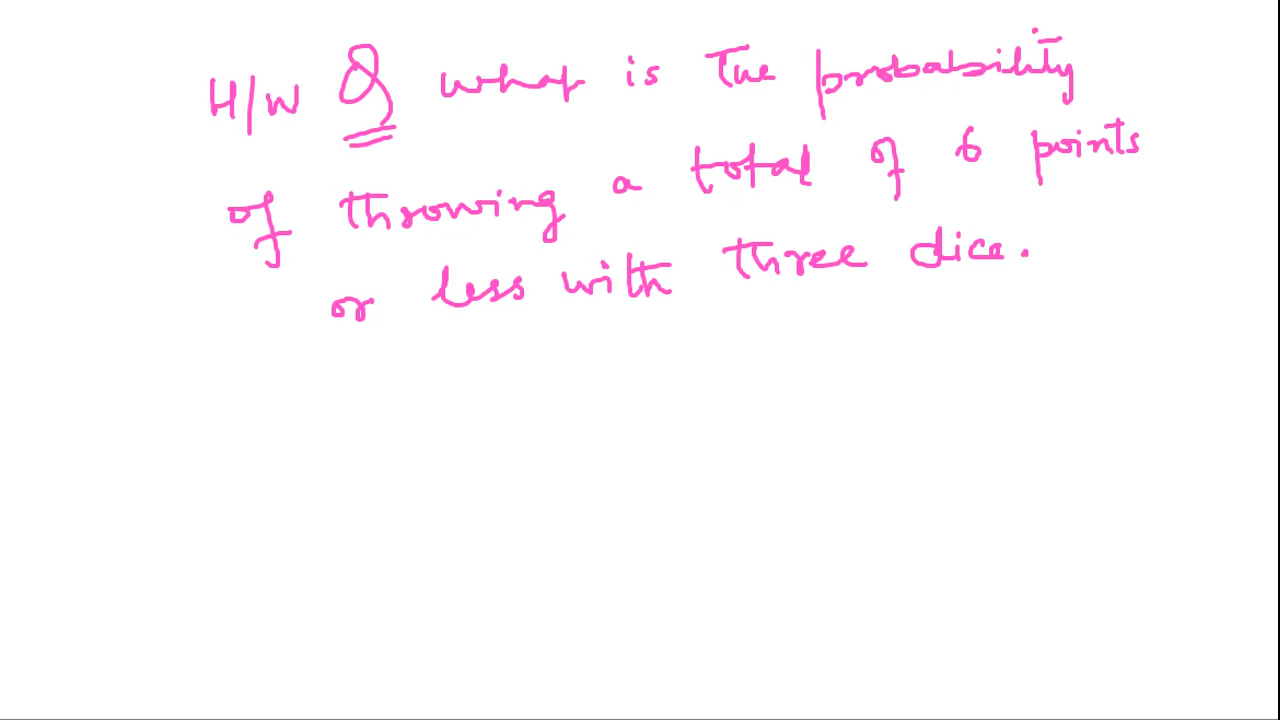 H/W Q what is the probability
of throwing a total of 6 points
or less with three dice.